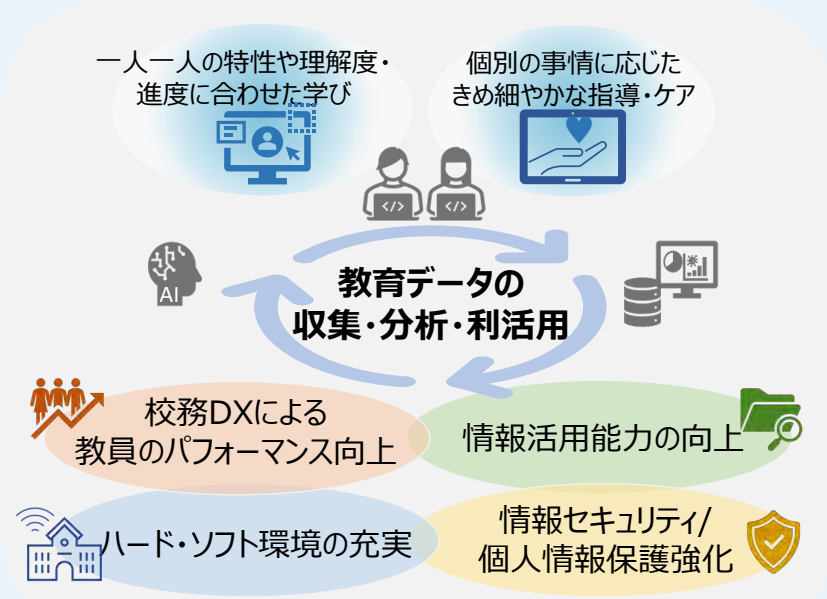 一人一人の特性や理解度・
進度に合わせた学び
個別の事情に応じた
きめ細やかな指導・ケア
</>
</>
AI
教育データの
収集・分析・利活用
校務DXによる
教員のパフォーマンス向上
情報活用能力の向上
ハード・ソフト環境の充実
情報セキュリティ/
個人情報保護強化